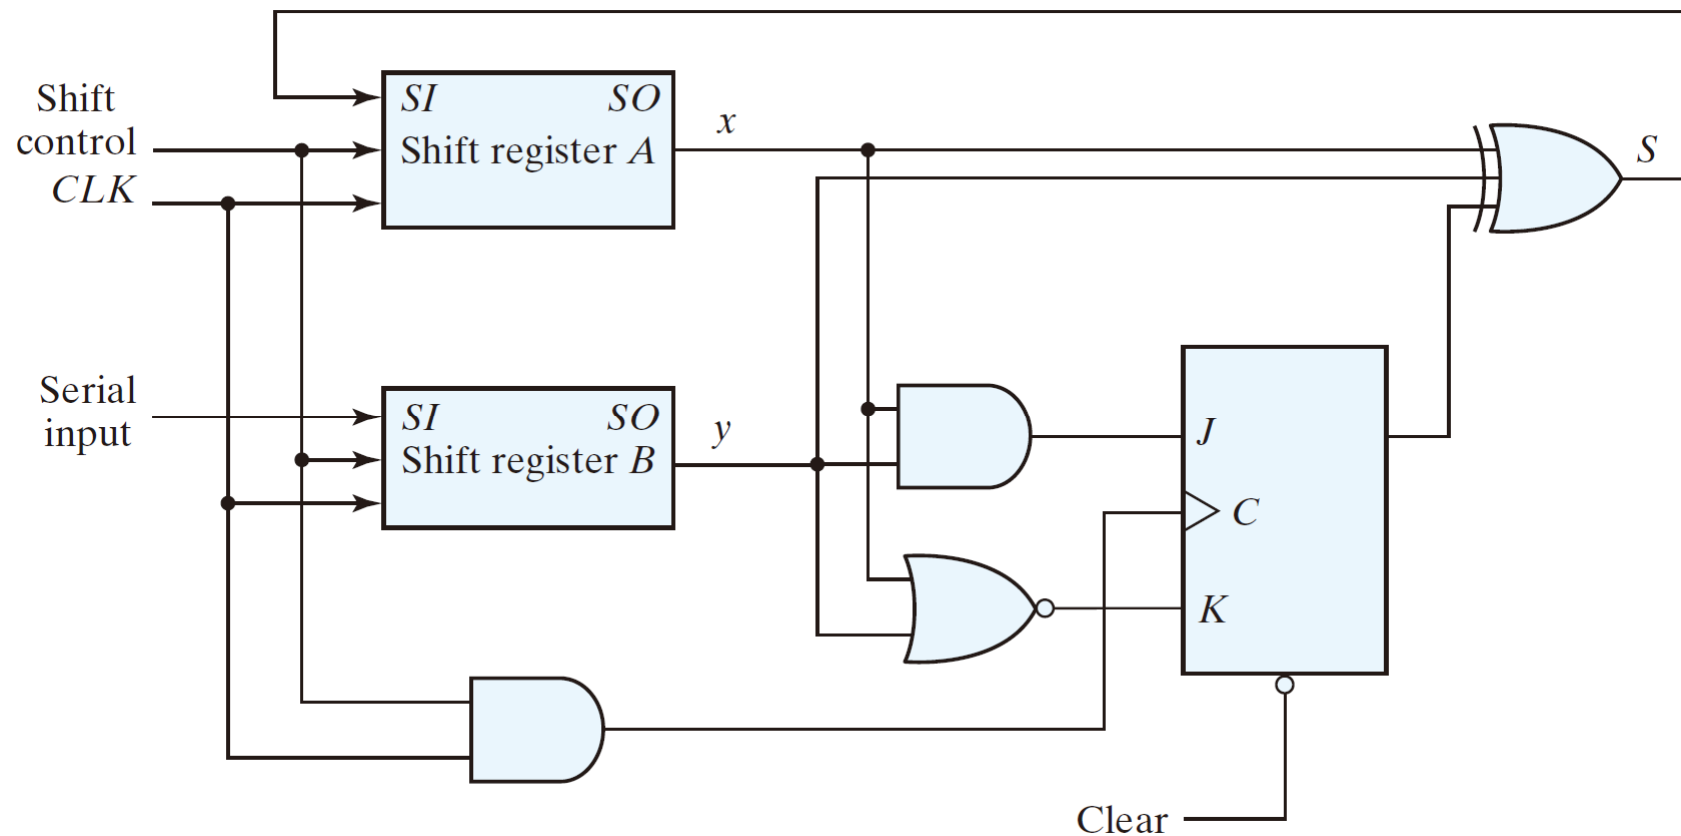 Shift
control
CLK
SI
SO
Shift register A
x
S
Serial
input
SI
SO
Shift register B
y
J
C
K
Clear